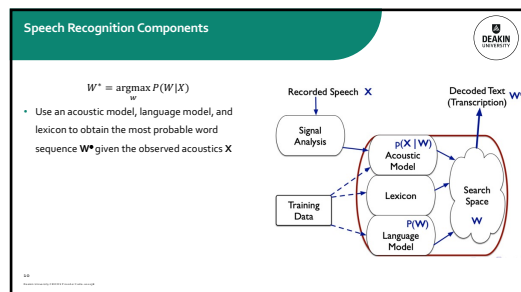 Speech Recognition Components
DEAKIN
UNIVERSITY
W* = argmax P(W|X)
w
• Use an acoustic model, language model, and
lexicon to obtain the most probable word
sequence W* given the observed acoustics X
Recorded Speech X
Decoded Text W*
(Transcription)
Signal
Analysis
p(X | W)
Acoustic
Model
Lexicon
Training
Data
P(W)
Language
Model
Search
Space
W